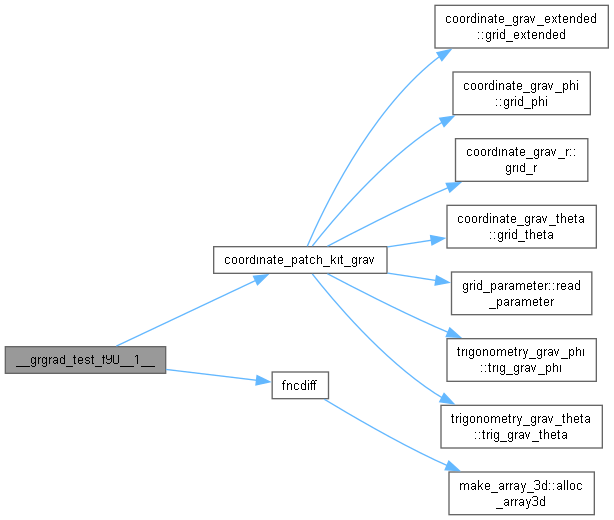 coordinate_grav_extended
::grid_extended
coordinate_grav_phi
::grid_phi
coordinate_grav_r::
grid_r
coordinate_grav_theta
::grid_theta
coordinate_patch_kit_grav
grid_parameter::read
_parameter
trigonometry_grav_phi
::trig_grav_phi
__grgrad_test_f90__1__
fncdiff
trigonometry_grav_theta
::trig_grav_theta
make_array_3d::alloc
_array3d